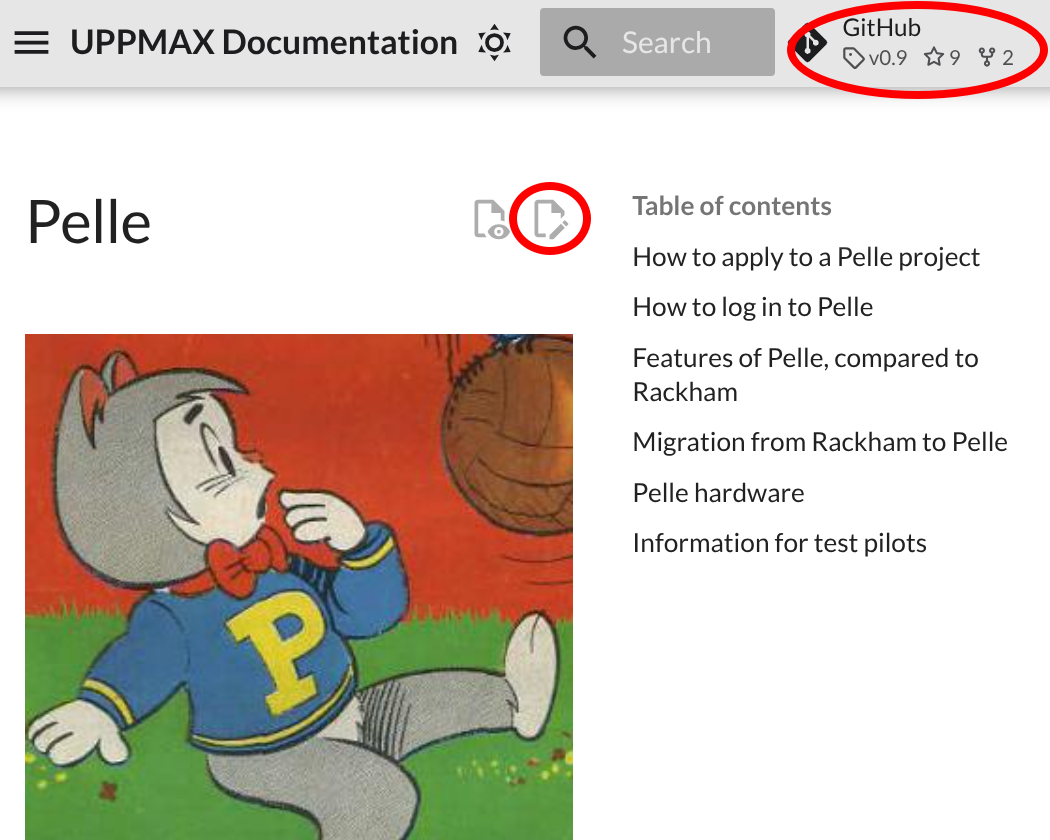 UPPMAX Documentation
Search
GitHub
v0.9 9 2
Pelle
Table of contents
How to apply to a Pelle project
How to log in to Pelle
Features of Pelle, compared to
Rackham
Migration from Rackham to Pelle
Pelle hardware
Information for test pilots
P